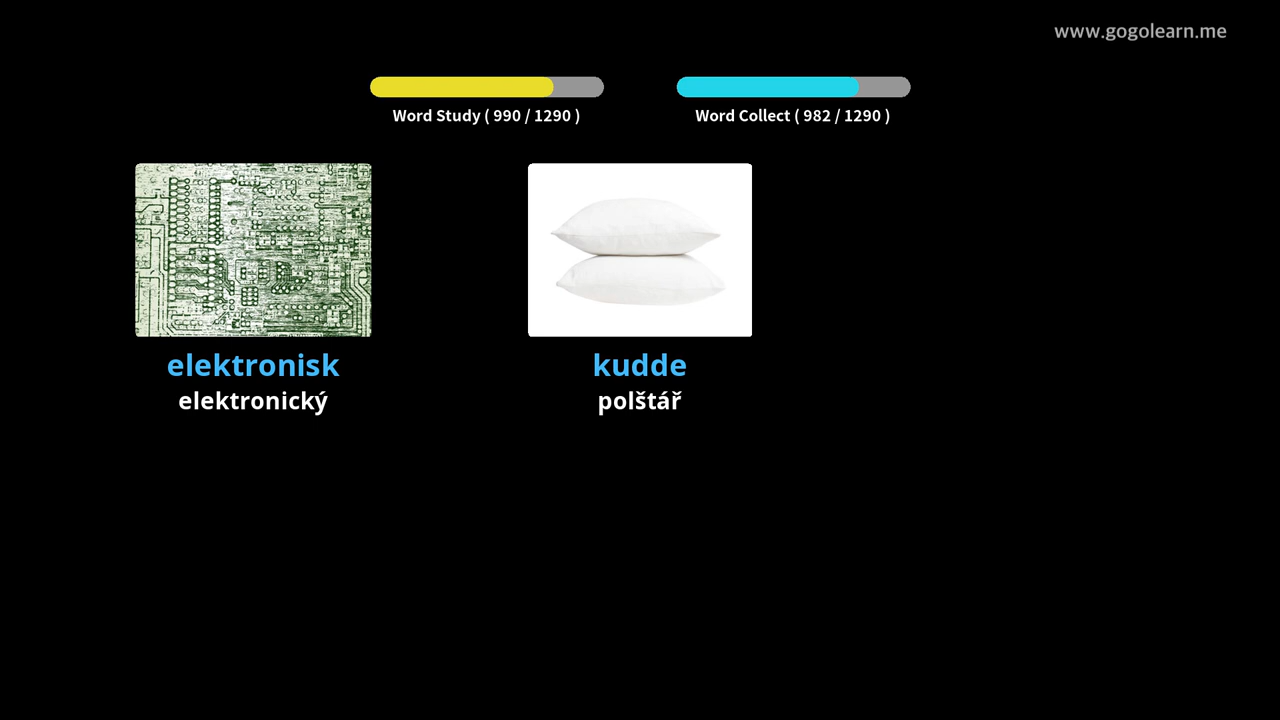 www.gogolearn.me
Word Study ( 990 / 1290 )
Word Collect ( 982 / 1290 )
elektronisk
elektronický
kudde
polštář